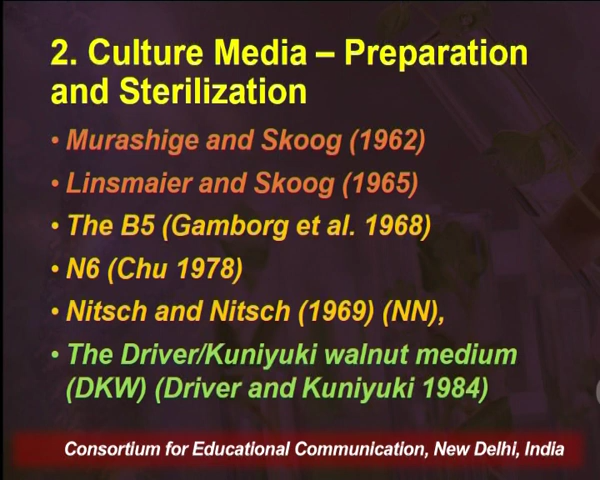 2. Culture Media – Preparation
and Sterilization
• Murashige and Skoog (1962)
• Linsmaier and Skoog (1965)
• The B5 (Gamborg et al. 1968)
• N6 (Chu 1978)
• Nitsch and Nitsch (1969) (NN),
• The Driver/Kuniyuki walnut medium
(DKW) (Driver and Kuniyuki 1984)
Consortium for Educational Communication, New Delhi, India